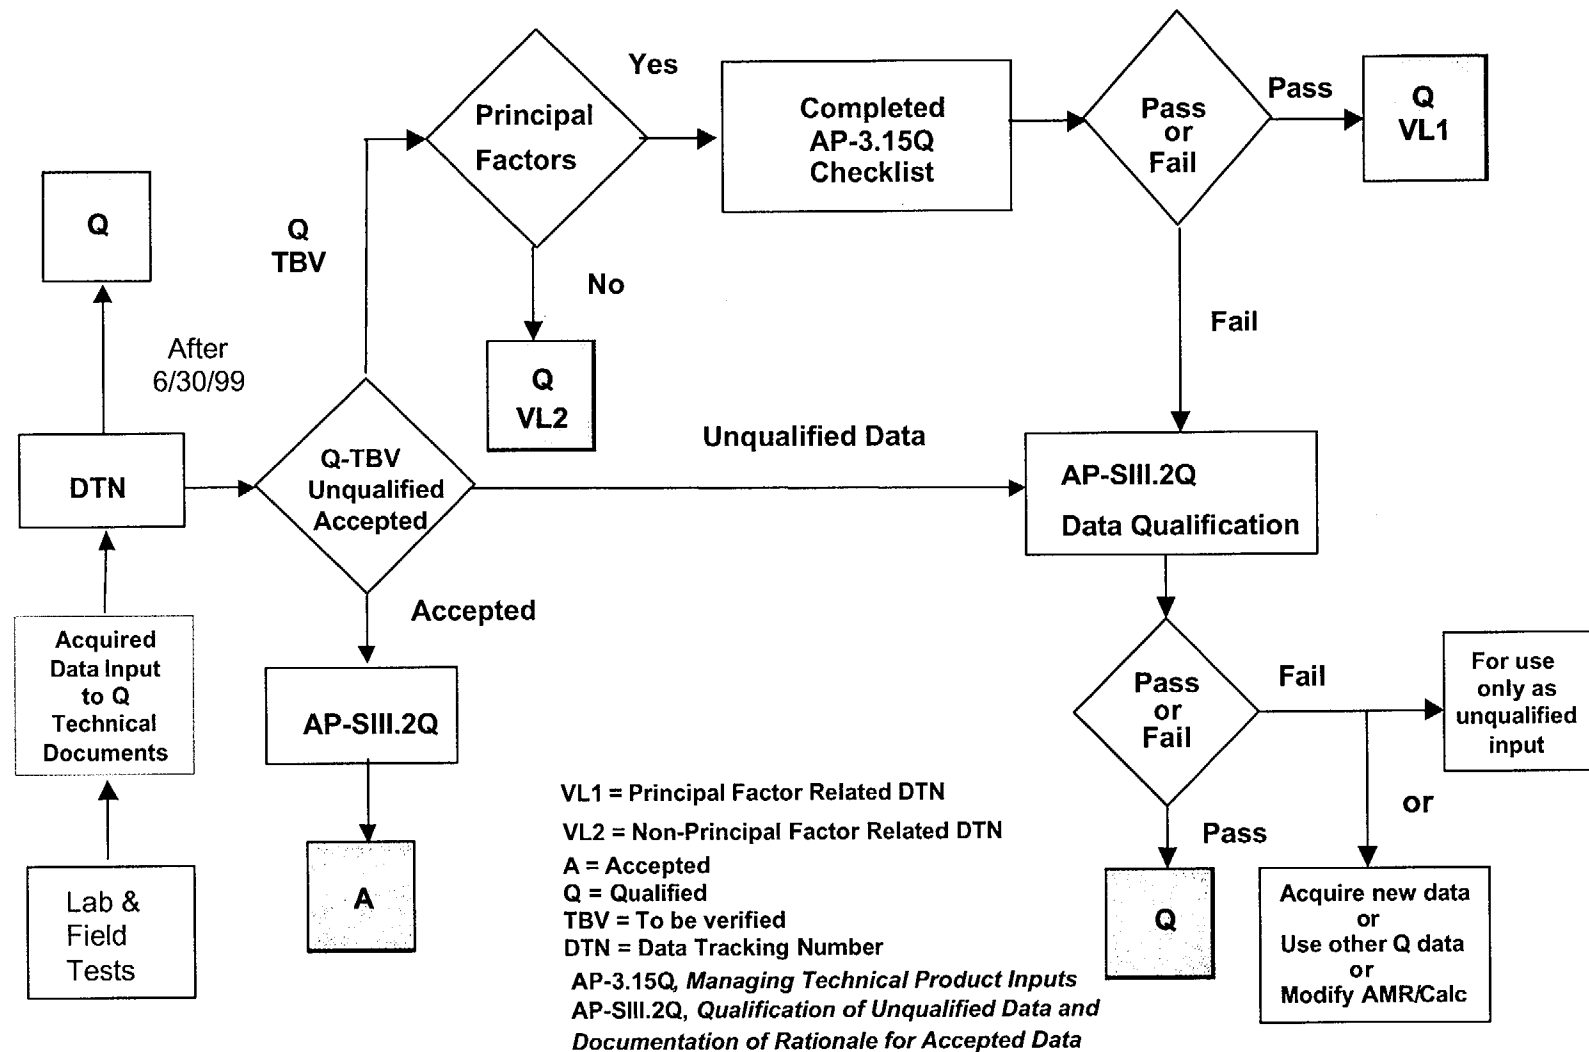 Principal
Factors
Yes
Completed
AP-3.15Q
Checklist
Pass
or
Fail
Pass
Q
VL1
Q
Q
TBV
No
Fail
After
6/30/99
Q
VL2
Unqualified Data
DTN
Q-TBV
Unqualified
Accepted
AP-SIII.2Q
Data Qualification
Accepted
Acquired
Data Input
to Q
Technical
Documents
AP-SIII.2Q
Pass
or
Fail
Fail
For use
only as
unqualified
input
or
Pass
Lab &
Field
Tests
A
Q
Acquire new data
or
Use other Q data
or
Modify AMR/Calc
VL1 = Principal Factor Related DTN
VL2 = Non-Principal Factor Related DTN
A = Accepted
Q = Qualified
TBV = To be verified
DTN = Data Tracking Number
AP-3.15Q, Managing Technical Product Inputs
AP-SIII.2Q, Qualification of Unqualified Data and
Documentation of Rationale for Accepted Data